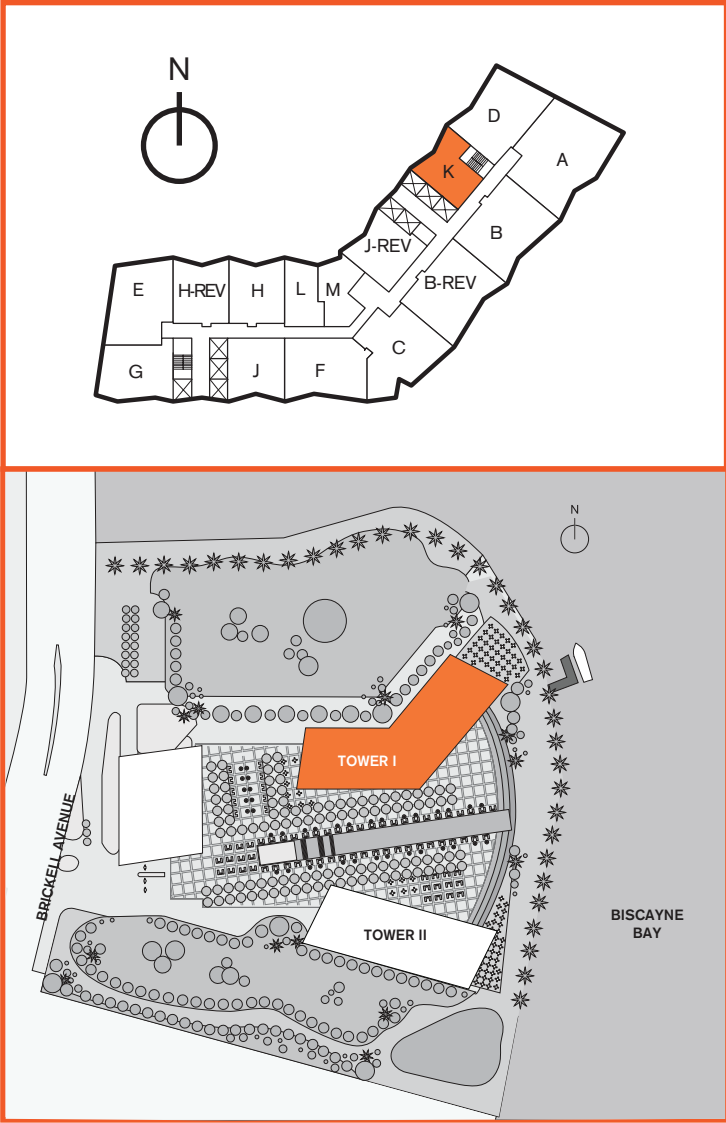 N
D
A
K
B
J-REV
B-REV
E
H-REV
H
L
M
C
G
J
F
N
TOWER I
BRICKELL AVENUE
BISCAYNE
BAY
TOWER II